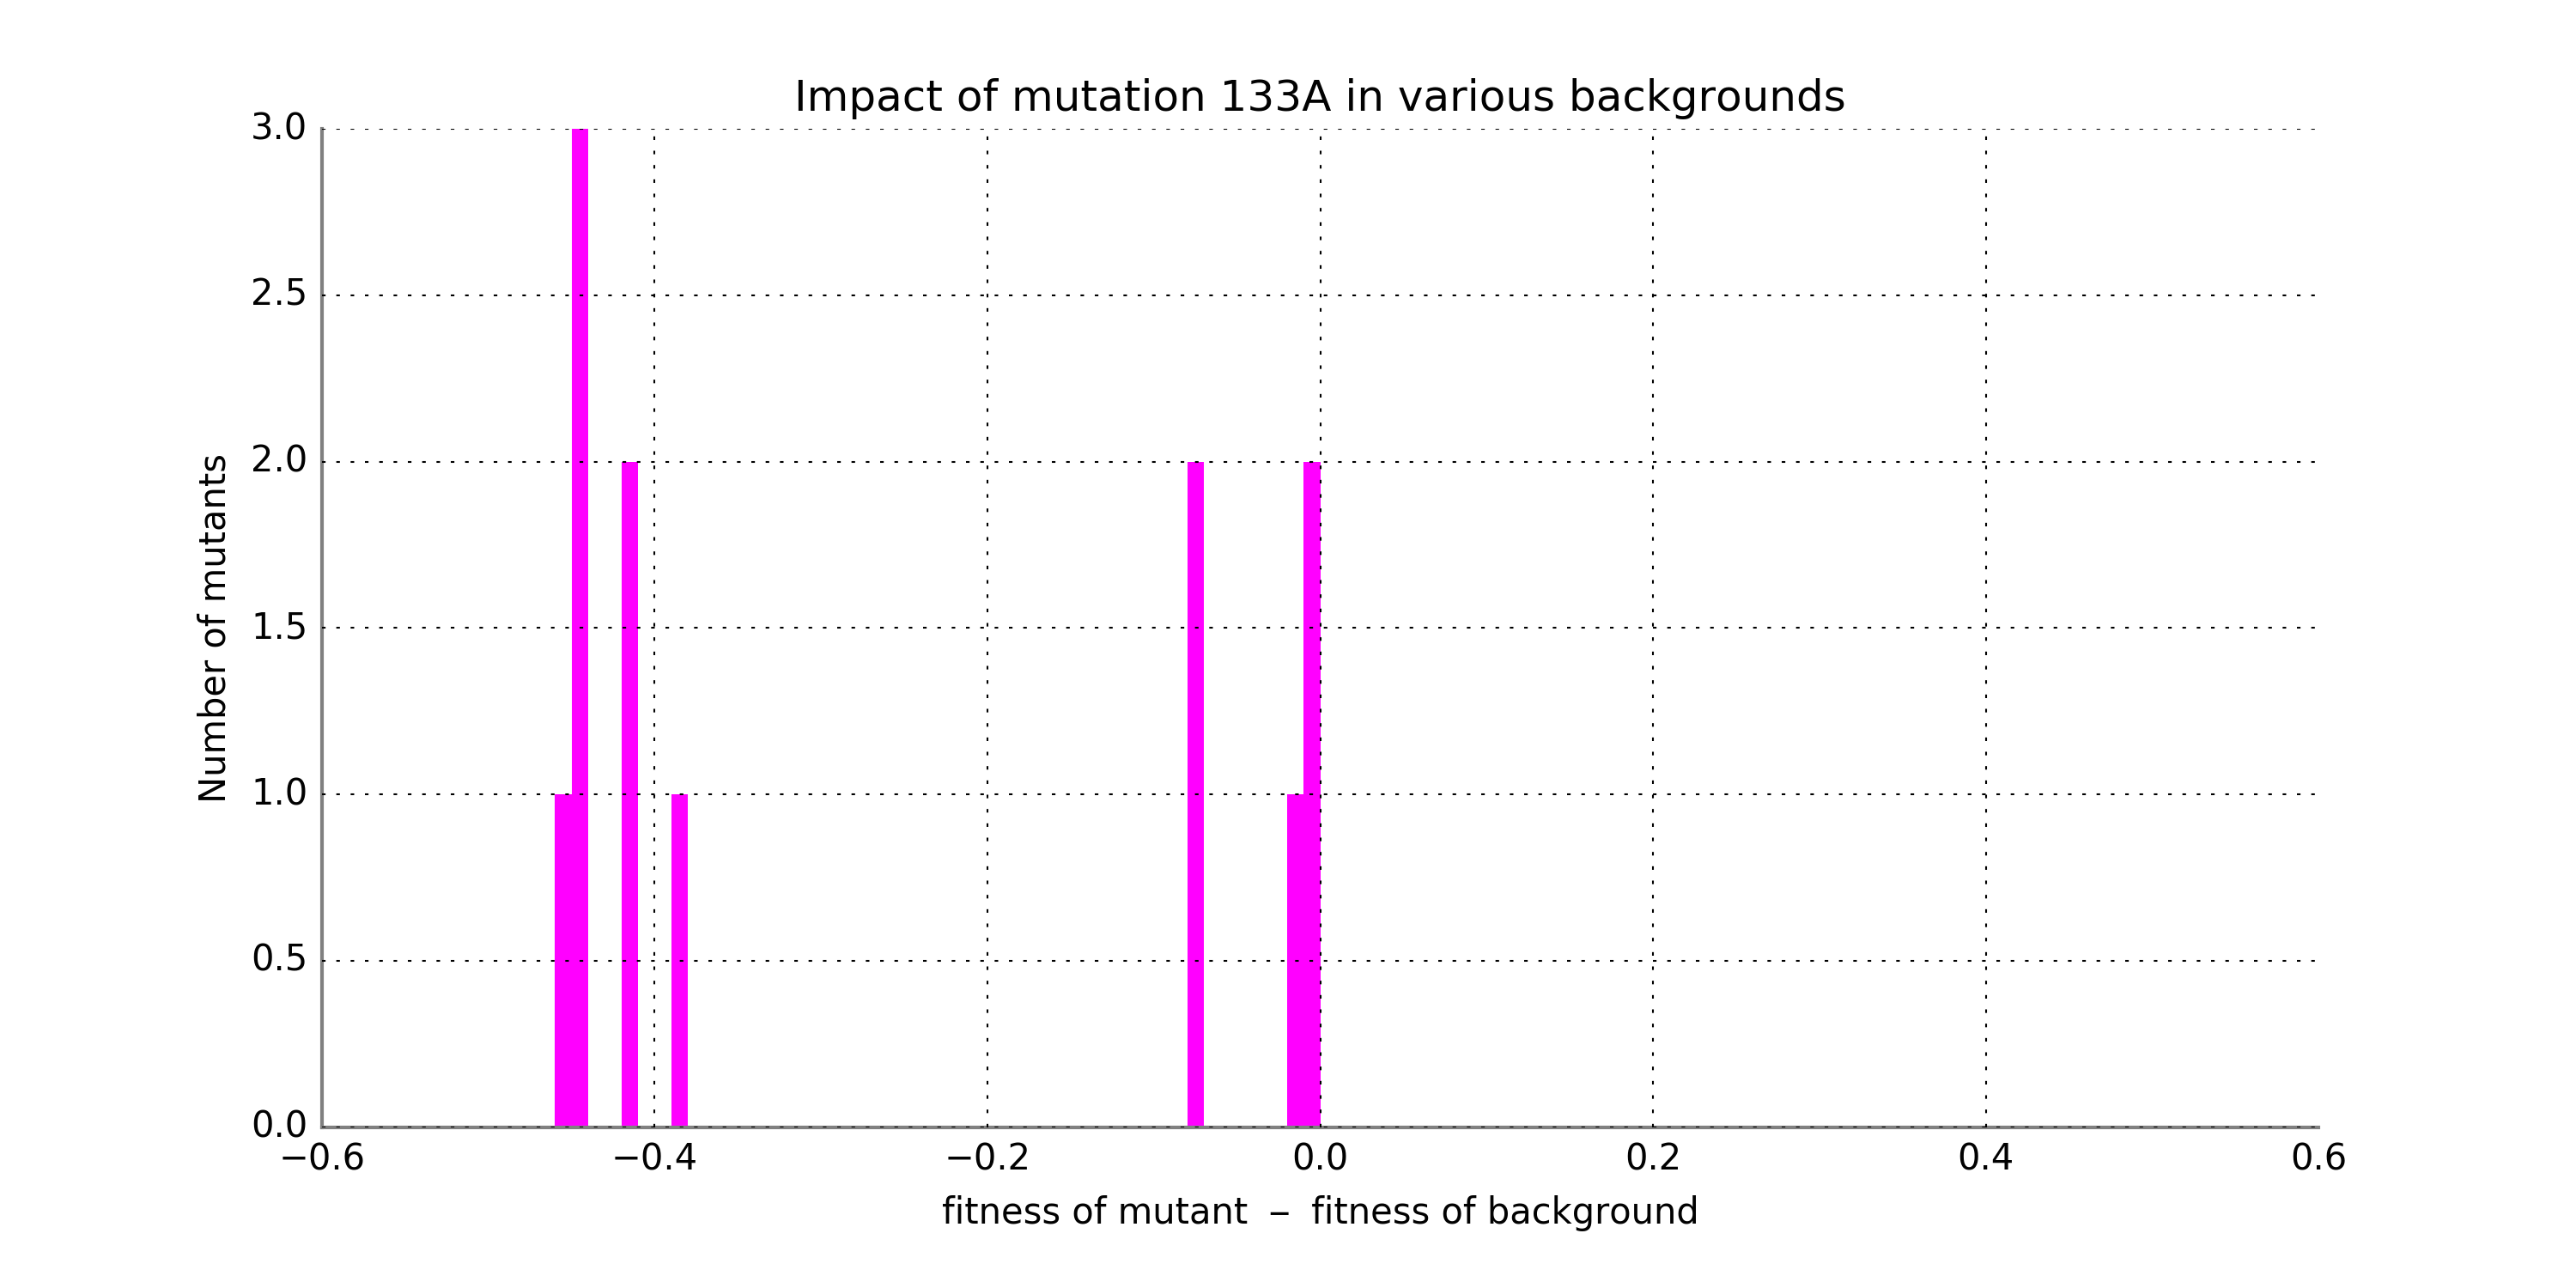 Impact of mutation 133A in various backgrounds
3.0
2.5
2.0
1.5
1.0
0.5
0.0
Number of mutants
−0.6 −0.4 −0.2 0.0 0.2 0.4 0.6
fitness of mutant − fitness of background